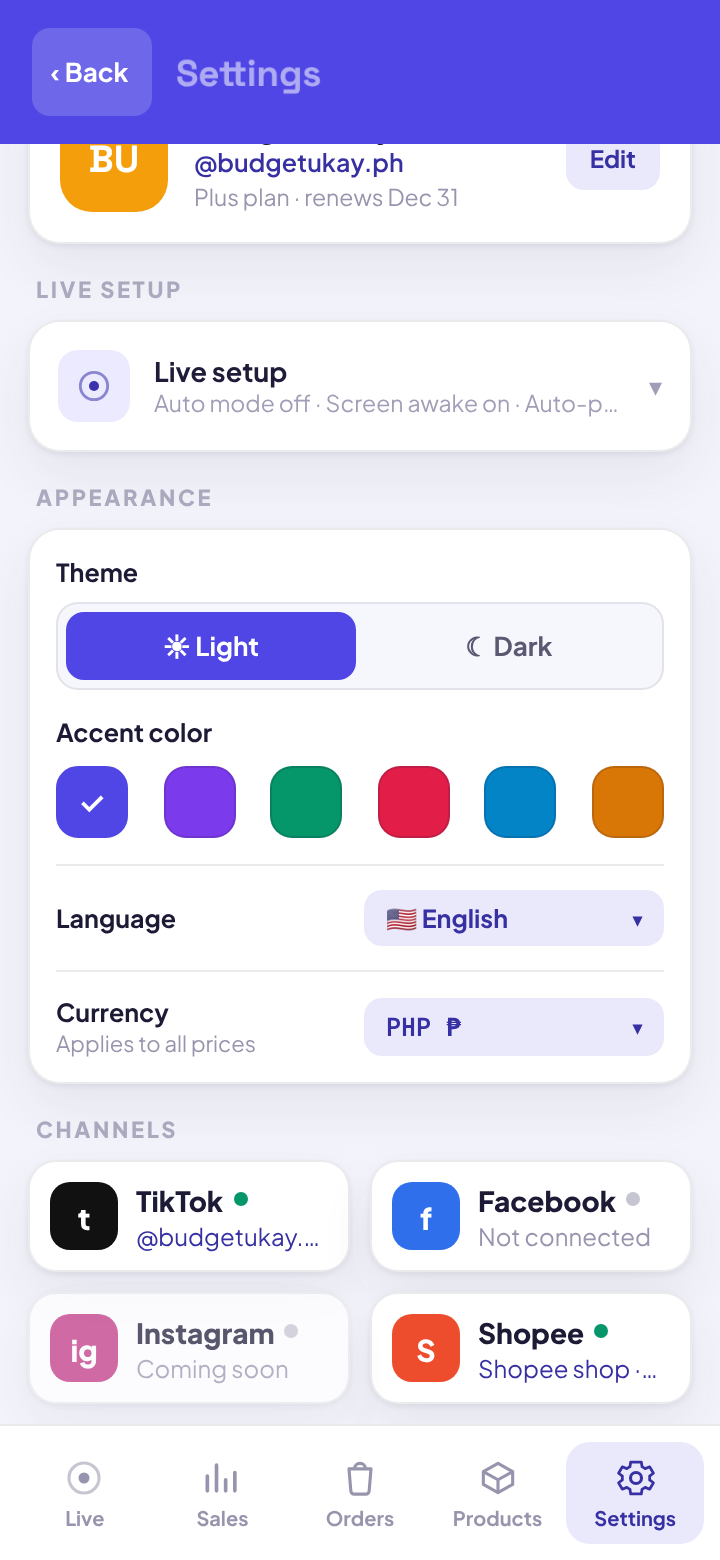 ‹ Back
Settings
BU
@budgetukay.ph
Plus plan · renews Dec 31
Edit
LIVE SETUP
Live setup
Auto mode off · Screen awake on · Auto-p…
▼
APPEARANCE
Theme
☀ Light
☾ Dark
Accent color
✓
Language
🇺🇸 English ▼
Currency
Applies to all prices
PHP ₱ ▼
CHANNELS
t
TikTok
@budgetukay.…
f
Facebook
Not connected
ig
Instagram
Coming soon
S
Shopee
Shopee shop ·…
Live
Sales
Orders
Products
Settings